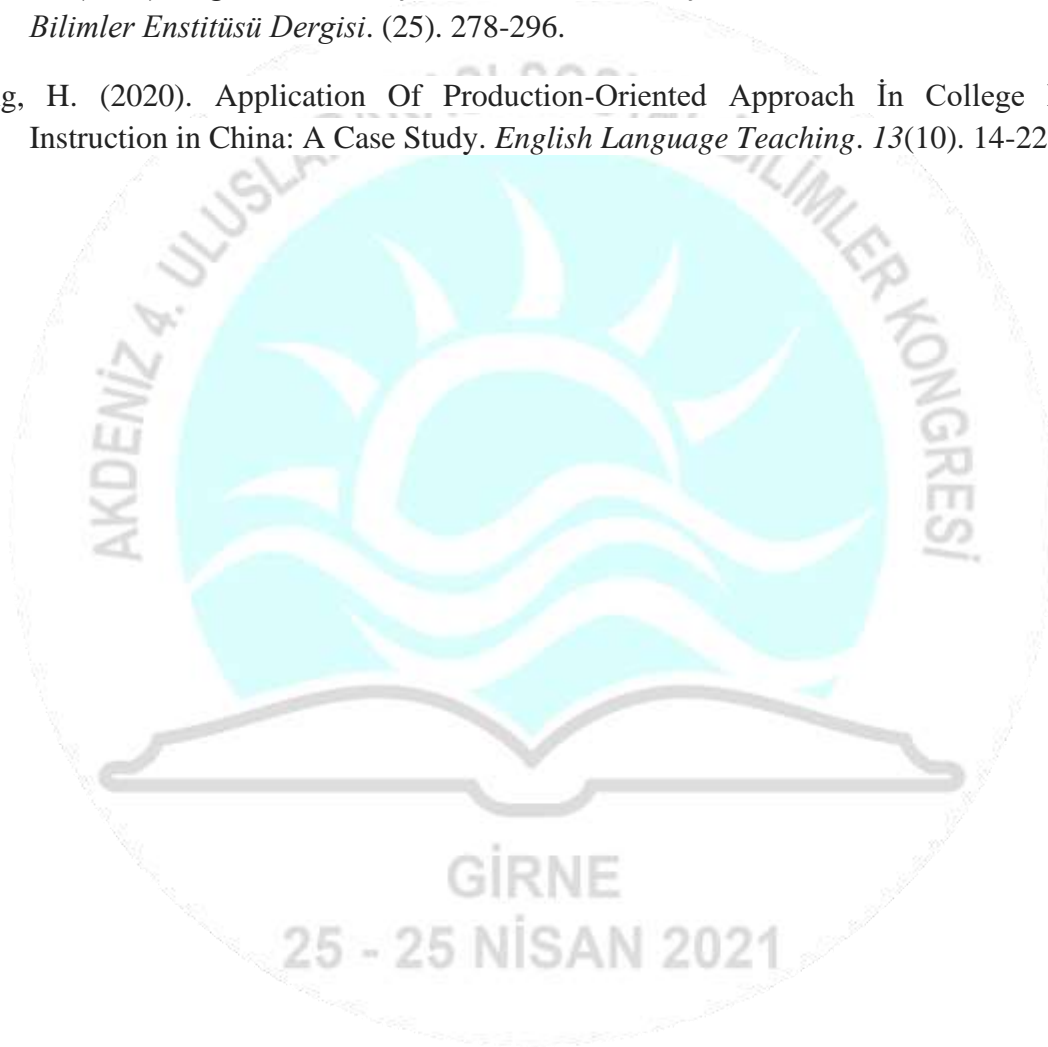 Bilimler Enstitüsü Dergisi. (25). 278-296.
g, H. (2020). Application Of Production-Oriented Approach İn College
Instruction in China: A Case Study. English Language Teaching. 13(10). 14-22
AKDENİZ 4. ULUSLA BİLİMLER KONGRESİ
GİRNE
25 - 25 NİSAN 2021